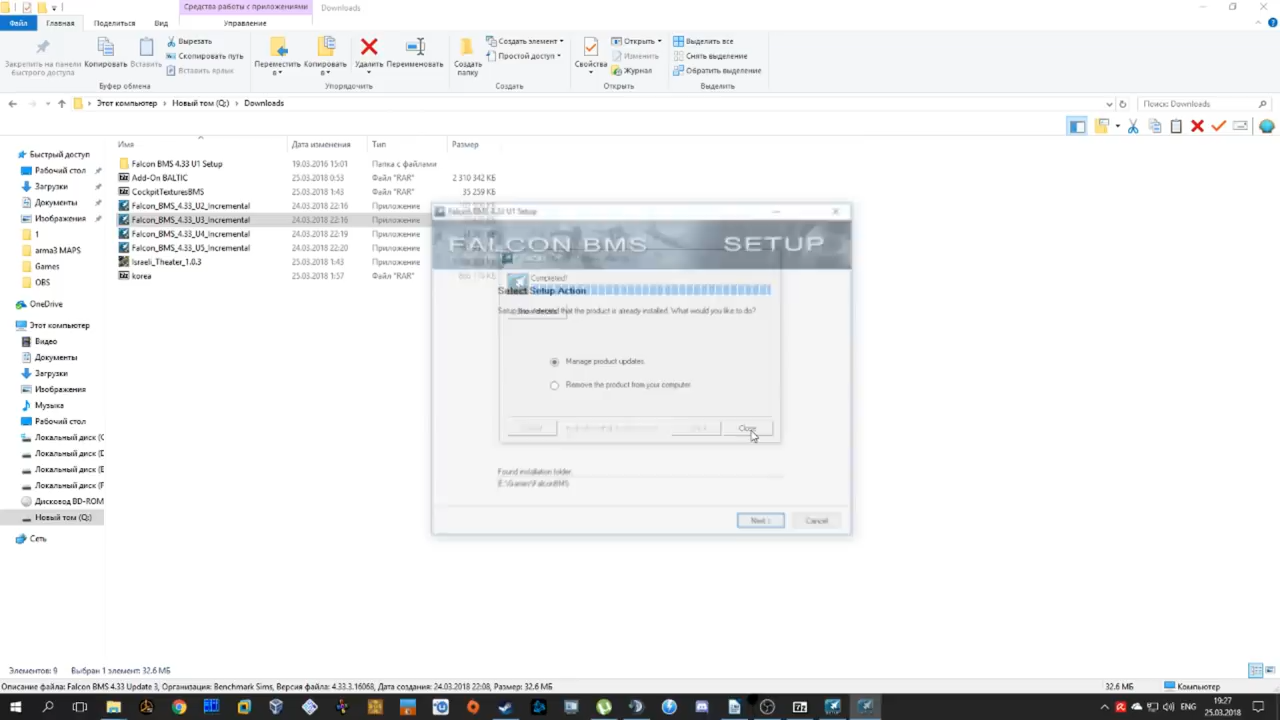 Средства работы с приложениями
Downloads
Файл
Главная
Поделиться
Вид
Управление
Закрепить на панели быстрого доступа
Копировать
Вставить
Вырезать
Скопировать путь
Вставить ярлык
Буфер обмена
Переместить в
Копировать в
Удалить
Переименовать
Упорядочить
Создать папку
Создать элемент
Простой доступ
Создать
Свойства
Открыть
Изменить
Журнал
Открыть
Выделить все
Снять выделение
Обратить выделение
Выделить
Этот компьютер
Новый том (Q:)
Downloads
Поиск: Downloads
Имя Дата изменения Тип Размер
Falcon BMS 4.33 U1 Setup 19.03.2016 15:01 Папка с файлами
Add-On BALTIC 25.03.2018 0:53 Файл "RAR" 2 310 342 КБ
CockpitTexturesBMS 25.03.2018 1:43 Файл "RAR" 35 259 КБ
Falcon_BMS_4.33_U2_Incremental 24.03.2018 22:16 Приложение
Falcon_BMS_4.33_U3_Incremental 24.03.2018 22:16 Приложение
Falcon_BMS_4.33_U4_Incremental 24.03.2018 22:19 Приложение
Falcon_BMS_4.33_U5_Incremental 24.03.2018 22:20 Приложение
Israeli_Theater_1.0.3 25.03.2018 1:43 Файл "RAR"
korea 25.03.2018 1:57 Файл "RAR"
Быстрый доступ
Рабочий стол
Загрузки
Документы
Изображения
1
arma3 MAPS
Games
OBS
OneDrive
Этот компьютер
Видео
Документы
Загрузки
Изображения
Музыка
Рабочий стол
Локальный диск (C
Локальный диск (D
Локальный диск (E
Локальный диск (F
Дисковод BD-ROM
Новый том (Q:)
Сеть
Falcon BMS 4.33 U1 Setup
FALCON BMS SETUP
Completed!
Select Setup Action
that the product is already installed. What would you like to do?
Manage product updates.
Remove the product from your computer.
Close
Found installation folder:
E:\Games\FalconBMS
Next >
Cancel
Элементов: 9 Выбран 1 элемент: 32.6 МБ
Описание файла: Falcon BMS 4.33 Update 3, Организация: Benchmark Sims, Версия файла: 4.33.3.16068, Дата создания: 24.03.2018 22:08, Размер: 32.6 МБ
32.6 МБ
Компьютер
ENG
19:27
25.03.2018